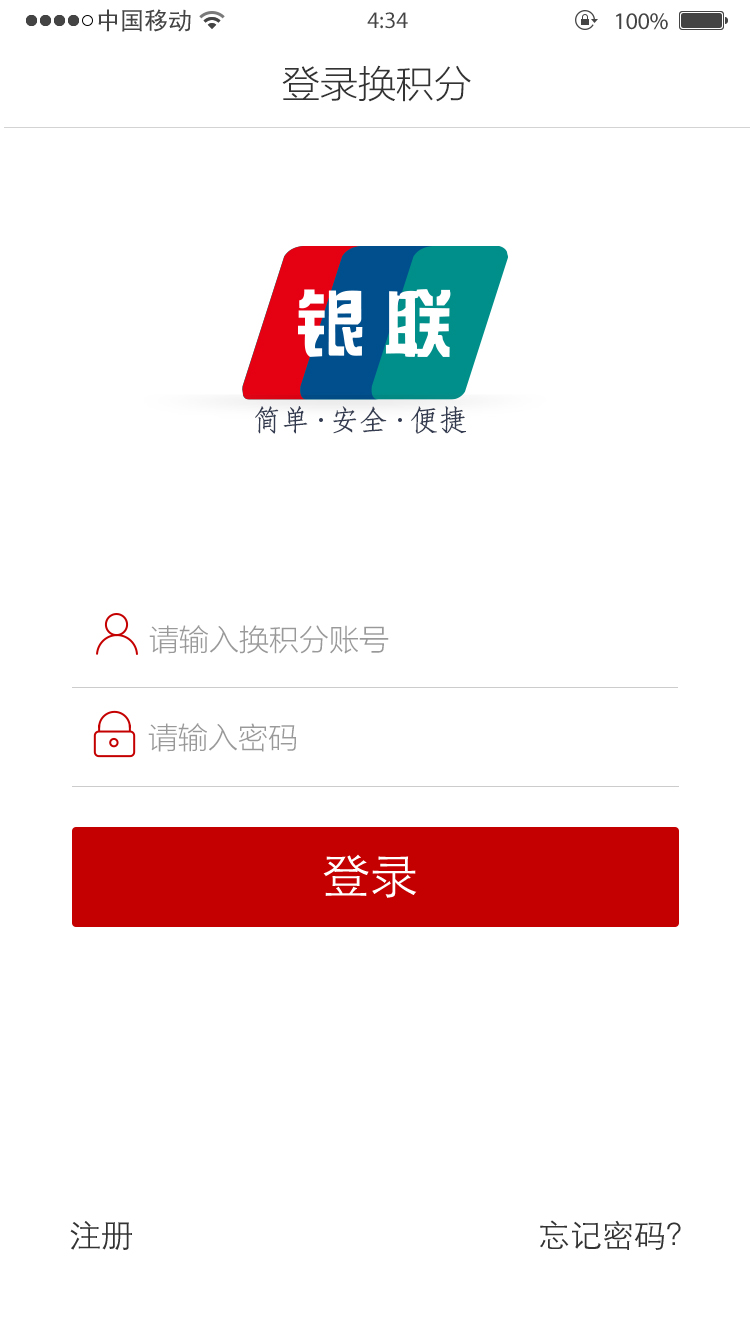 中国移动 4:34 100%
登录换积分
银联
简单·安全·便捷
请输入换积分账号
请输入密码
登录
注册 忘记密码?